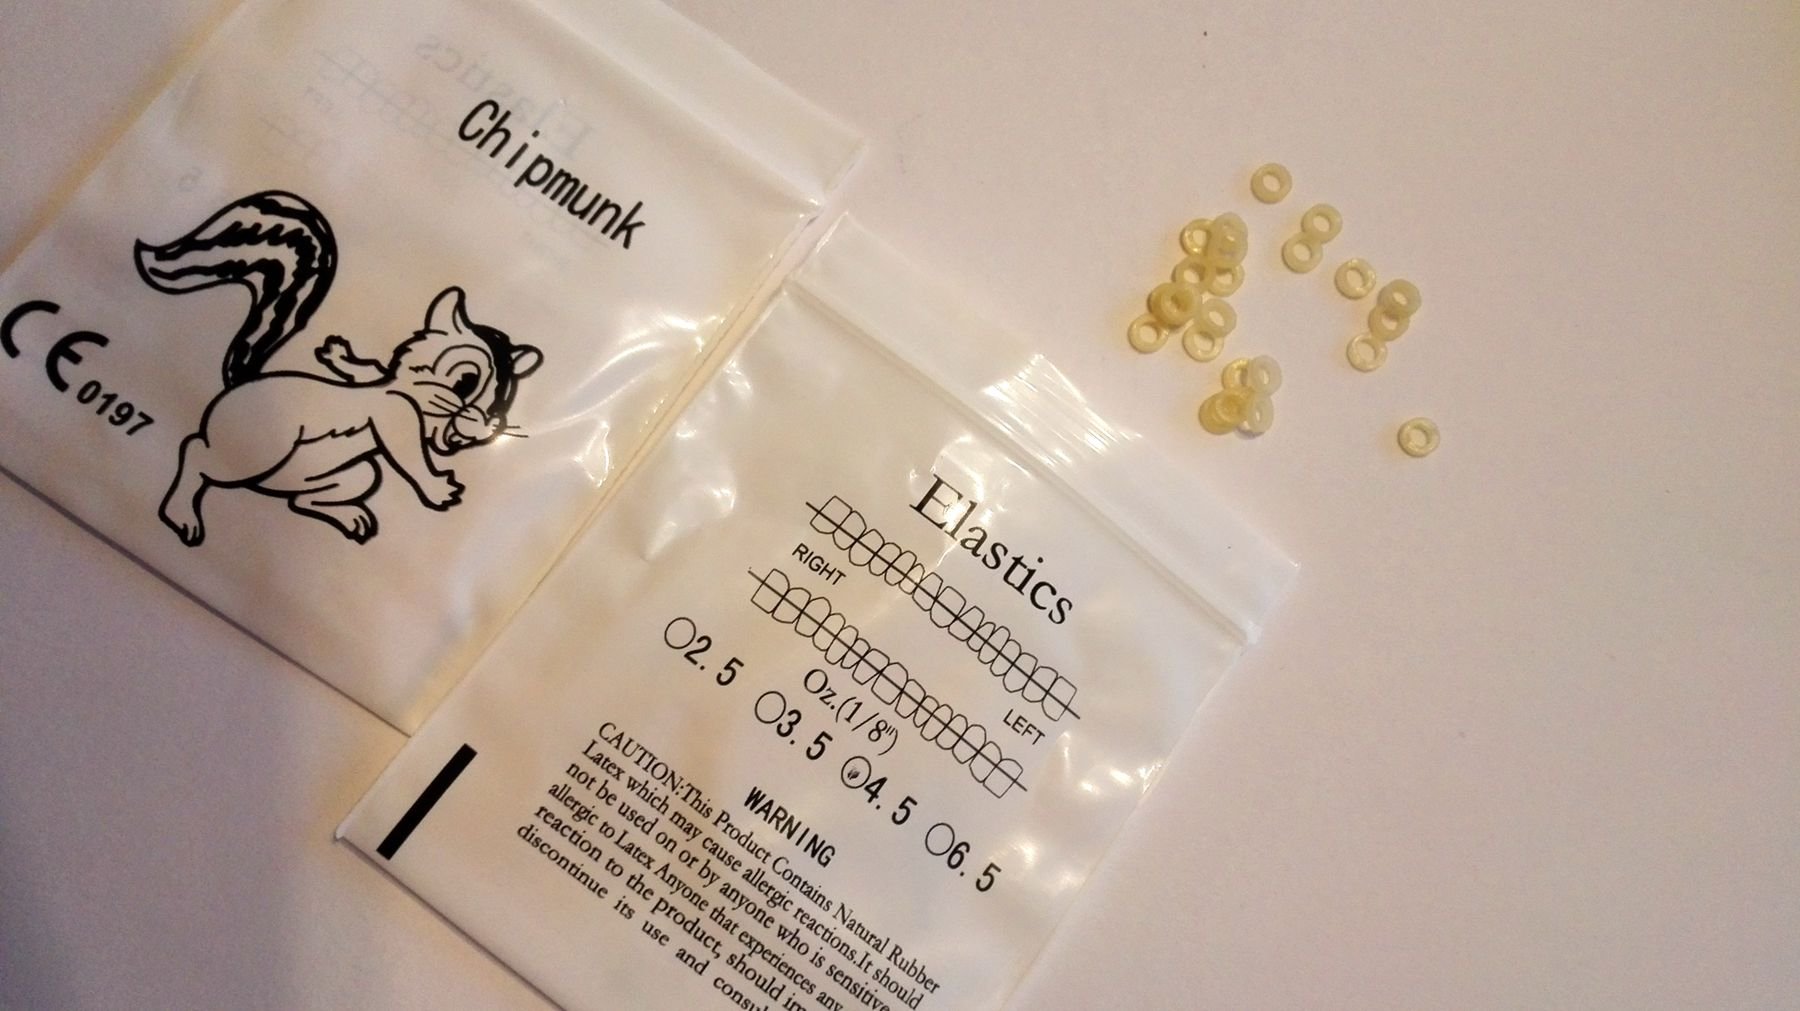 Chipmunk
CE 0197
Elastics
RIGHT
LEFT
Oz.(1/8")
2. 5
3. 5
4. 5
6. 5
WARNING
CAUTION:This Product Contains Natural Rubber
Latex which may cause allergic reactions.It should
not be used on or by anyone who is sensitive
allergic to Latex Anyone that experiences any
reaction to the product, should
discontinue its use and